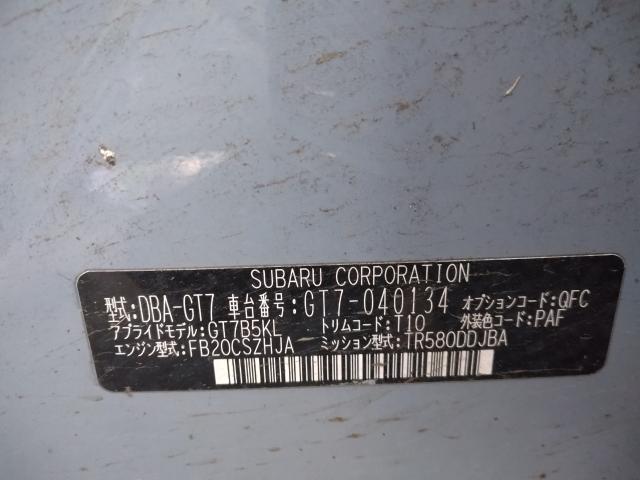 SUBARU CORPORATION
型式:DBA-GT7 車台番号:GT7-040134 オプションコード:QFC
アプライドモデル:GT7B5KL トリムコード:T10 外装色コード:PAF
エンジン型式:FB20CSZHJA ミッション型式:TR580DDJBA